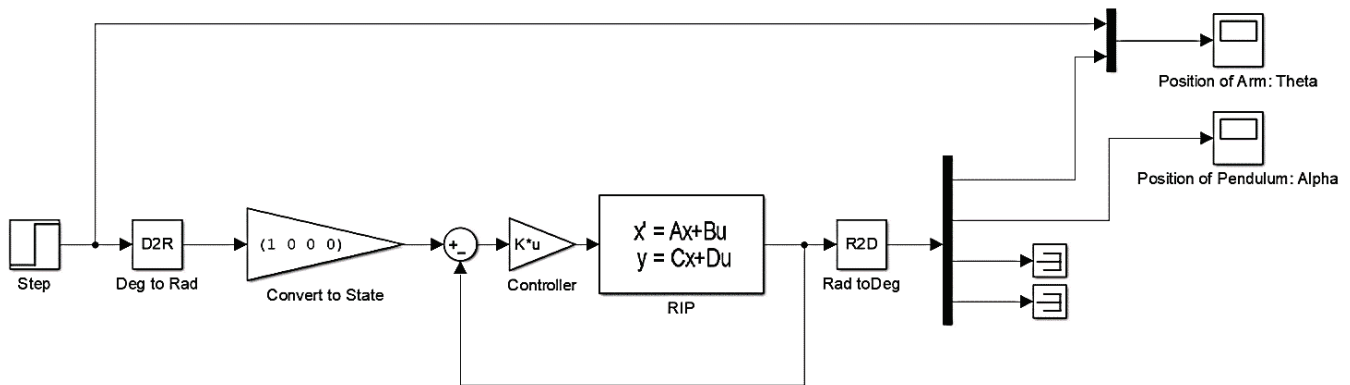 Position of Arm: Theta
Position of Pendulum: Alpha
Step
D2R
Deg to Rad
(1 0 0 0)
Convert to State
+
−
K*u
Controller
x' = Ax+Bu
y = Cx+Du
RIP
R2D
Rad toDeg